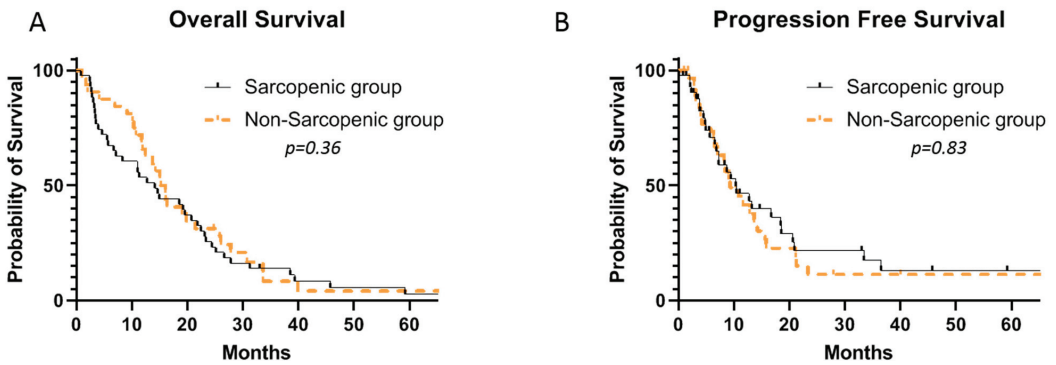 A
Overall Survival
Probability of Survival
100
50
0
Sarcopenic group
Non-Sarcopenic group
p=0.36
0 10 20 30 40 50 60
Months
B
Progression Free Survival
Probability of Survival
100
50
0
Sarcopenic group
Non-Sarcopenic group
p=0.83
0 10 20 30 40 50 60
Months